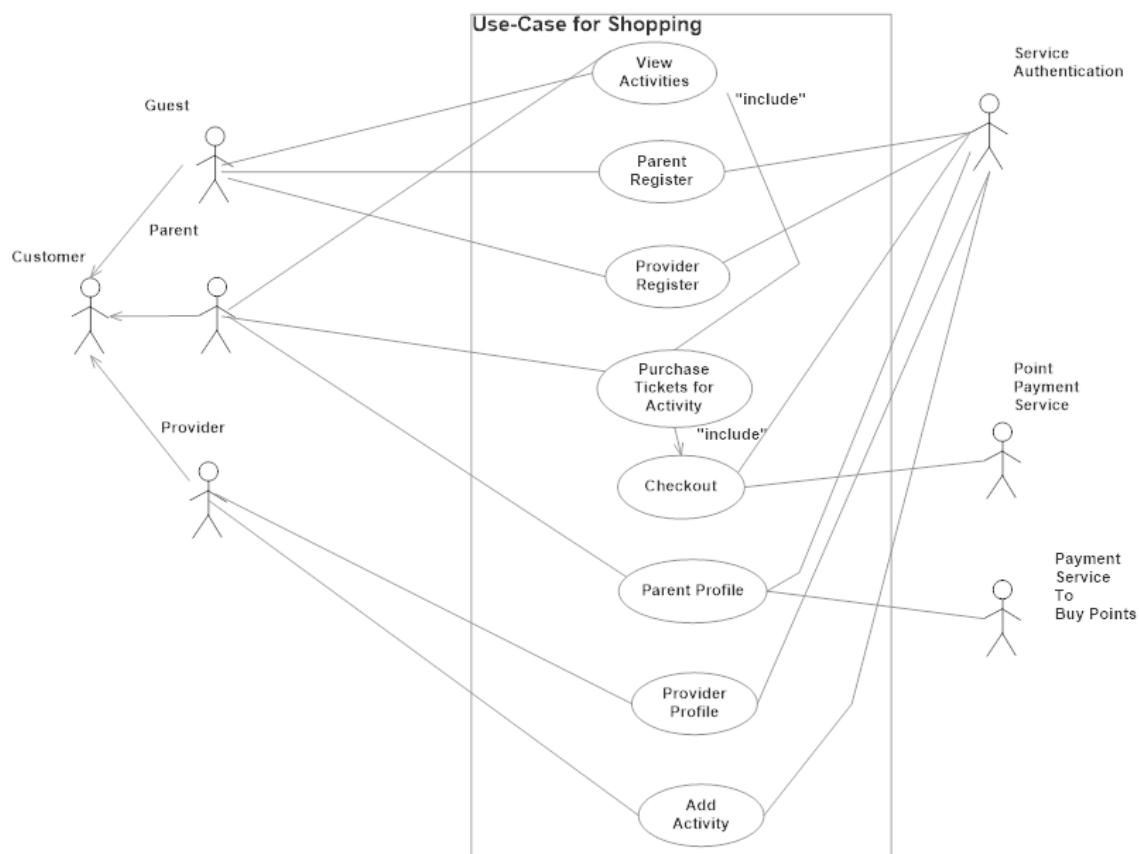 Use-Case for Shopping
View
Activities
"include"
Service
Authentication
Guest
Parent
Register
Parent
Customer
Provider
Register
Purchase
Tickets for
Activity
Point
Payment
Service
Provider
"include"
Checkout
Parent Profile
Payment
Service
To
Buy Points
Provider
Profile
Add
Activity